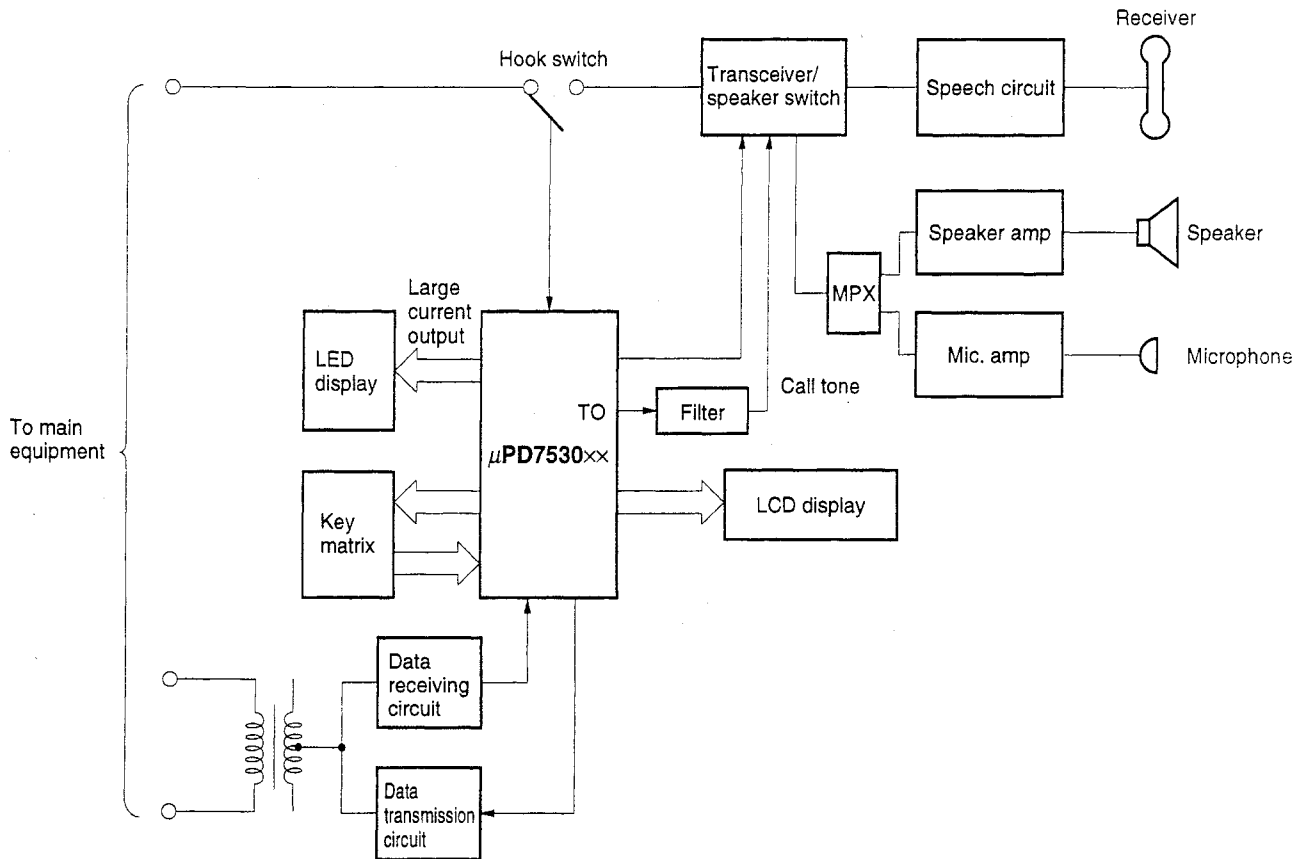 Receiver
Hook switch
Transceiver/
speaker switch
Speech circuit
Speaker amp
Speaker
MPX
Mic. amp
Microphone
Large
current
output
LED
display
TO
Filter
Call tone
To main
equipment
μPD7530××
Key
matrix
LCD display
Data
receiving
circuit
Data
transmission
circuit